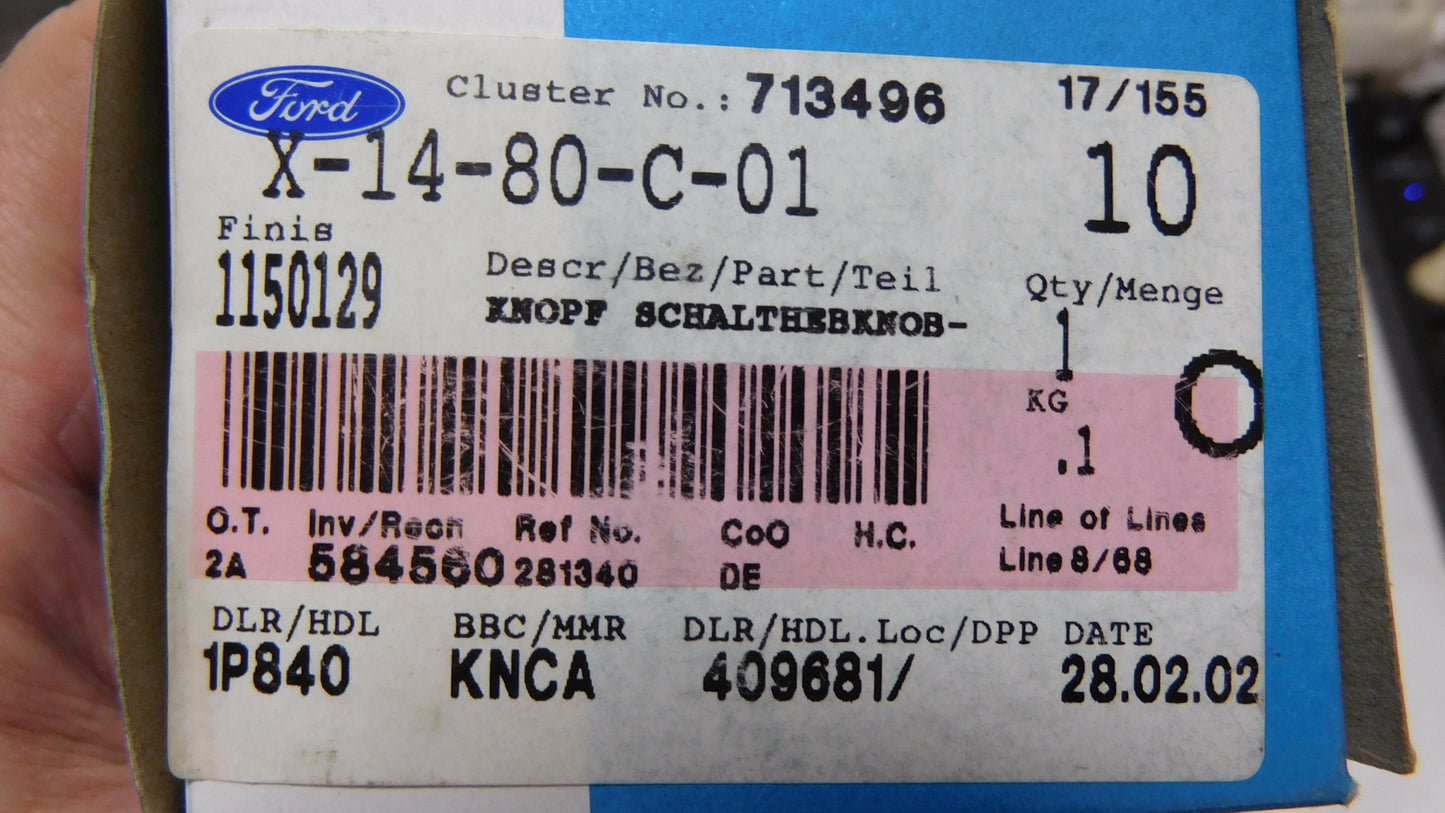 Ford
Cluster No.: 713496 17/155
X-14-80-C-01 10
Finis
1150129
Descr/Bez/Part/Teil
KNOPF SCHALTHEBKNOB-
Qty/Menge
1
KG
.1
O
O.T. Inv/Recn Ref No. CoO H.C. Line of Lines
2A 584560 281340 DE Line 8/68
DLR/HDL BBC/MMR DLR/HDL.Loc/DPP DATE
1P840 KNCA 409681/ 28.02.02